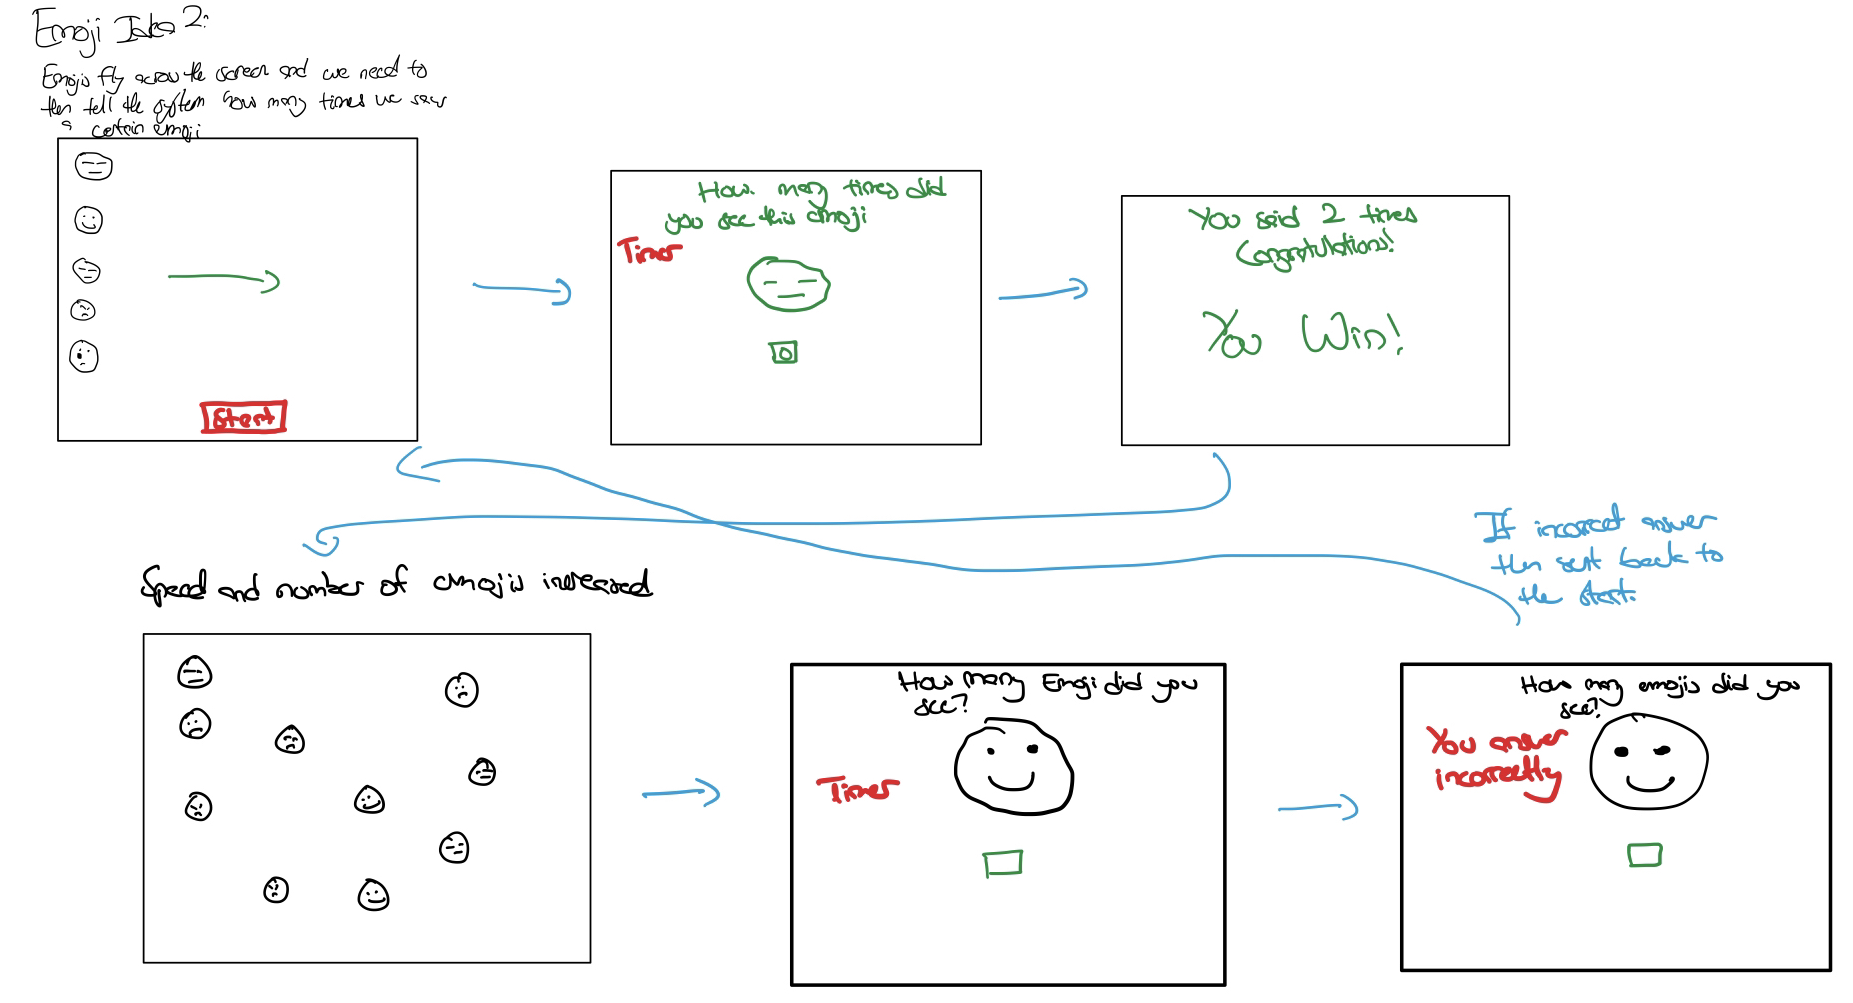 Emoji Idea 2:
Emojis fly across the screen and we need to
then tell the system how many times we saw
a certain emoji
Start
How many times did
you see this emoji
Timer
You said 2 times
Congratulations!
You Win!
If incorrect answer
then sent back to
the start.
Speed and number of emojis increased
How many Emoji did you
see?
Timer
How many emojis did you
see?
You answer
incorrectly